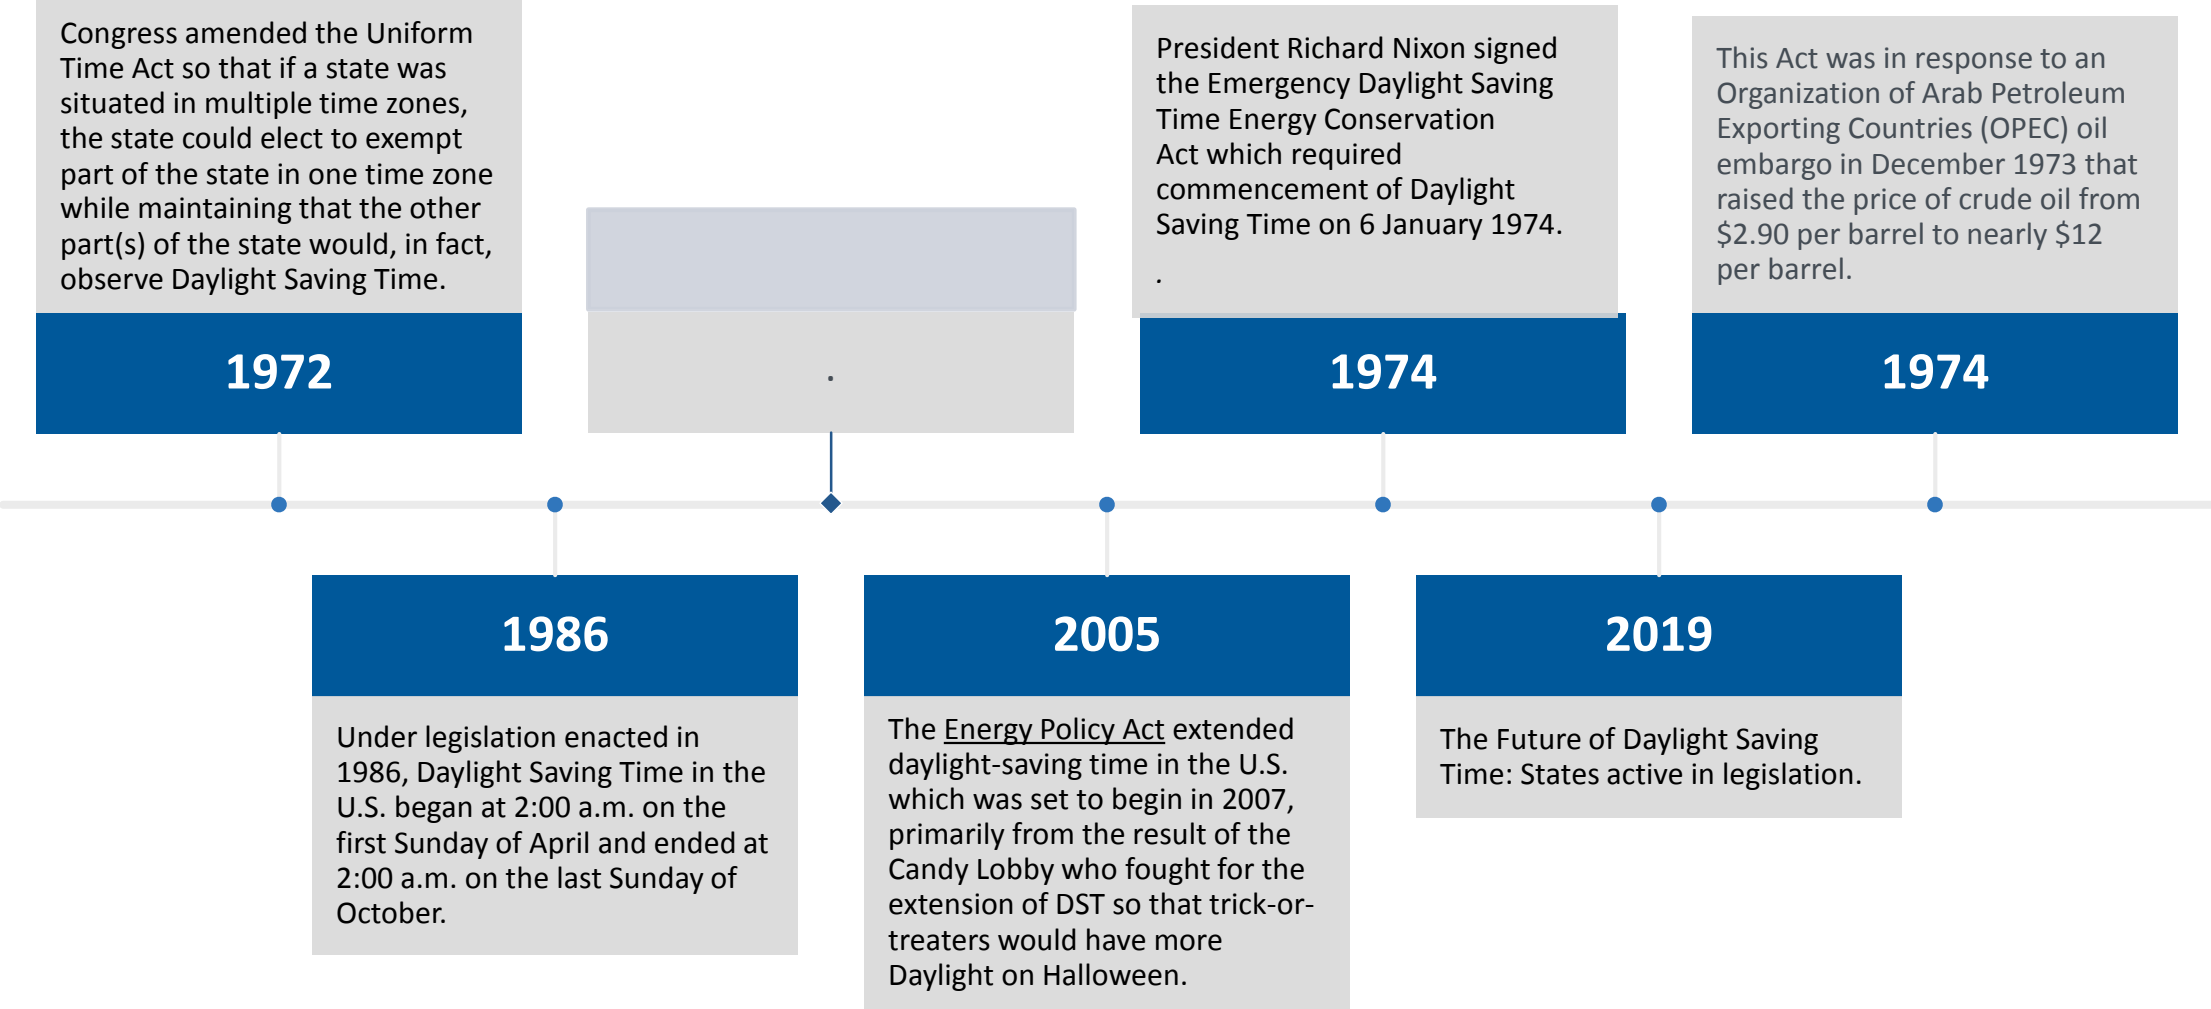 Congress amended the Uniform
Time Act so that if a state was
situated in multiple time zones,
the state could elect to exempt
part of the state in one time zone
while maintaining that the other
part(s) of the state would, in fact,
observe Daylight Saving Time.
1972
.
President Richard Nixon signed
the Emergency Daylight Saving
Time Energy Conservation
Act which required
commencement of Daylight
Saving Time on 6 January 1974.
.
1974
This Act was in response to an
Organization of Arab Petroleum
Exporting Countries (OPEC) oil
embargo in December 1973 that
raised the price of crude oil from
$2.90 per barrel to nearly $12
per barrel.
1974
1986
Under legislation enacted in
1986, Daylight Saving Time in the
U.S. began at 2:00 a.m. on the
first Sunday of April and ended at
2:00 a.m. on the last Sunday of
October.
2005
The Energy Policy Act extended
daylight-saving time in the U.S.
which was set to begin in 2007,
primarily from the result of the
Candy Lobby who fought for the
extension of DST so that trick-or-
treaters would have more
Daylight on Halloween.
2019
The Future of Daylight Saving
Time: States active in legislation.